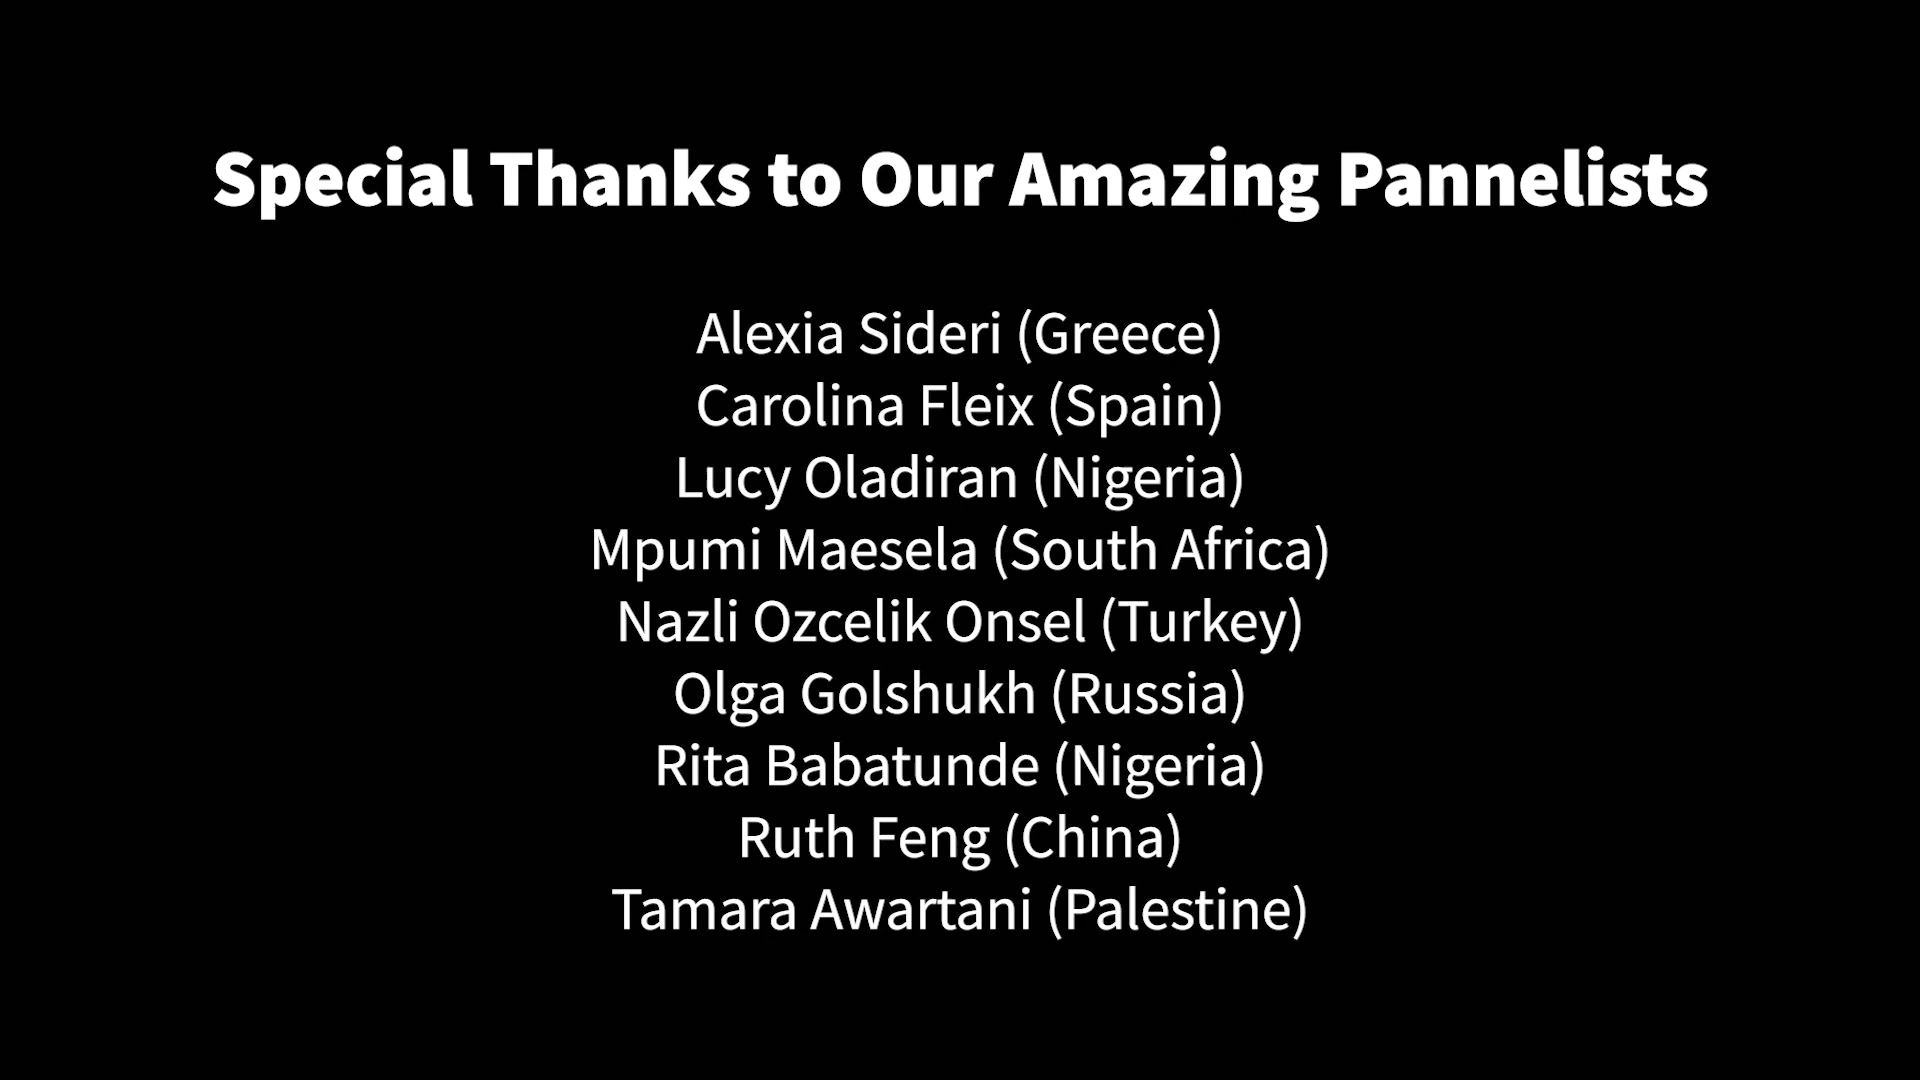 Special Thanks to Our Amazing Pannelists
Alexia Sideri (Greece)
Carolina Fleix (Spain)
Lucy Oladiran (Nigeria)
Mpumi Maesela (South Africa)
Nazli Ozcelik Onsel (Turkey)
Olga Golshukh (Russia)
Rita Babatunde (Nigeria)
Ruth Feng (China)
Tamara Awartani (Palestine)